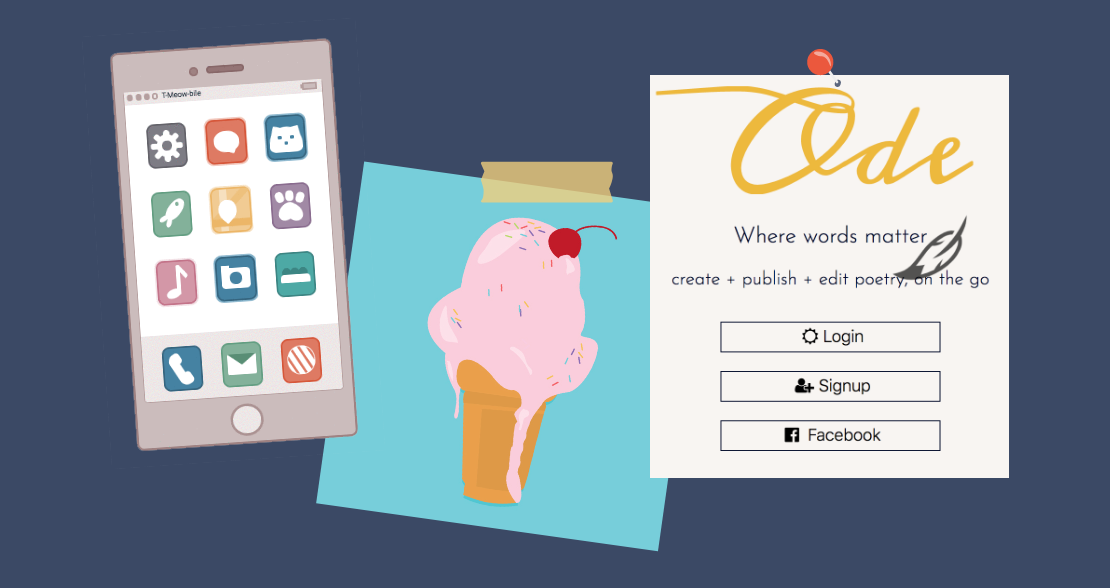 T-Meow-bile
Ode
Where words matter
create + publish + edit poetry, on the go
Login
Signup
Facebook